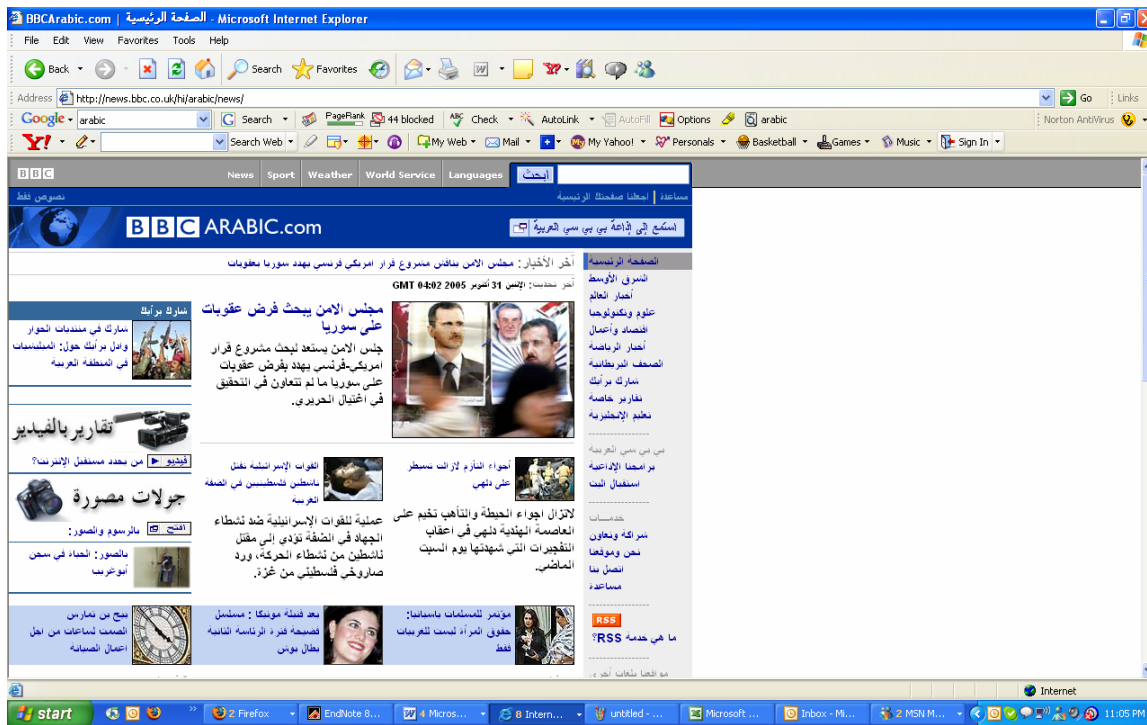 BBCArabic.com | الصفحة الرئيسية - Microsoft Internet Explorer
File Edit View Favorites Tools Help
Back Search Favorites
Address http://news.bbc.co.uk/hi/arabic/news/ Go Links
Google arabic Search PageRank 44 blocked Check AutoLink AutoFill Options arabic Norton AntiVirus
Y! Search Web My Web Mail My Yahoo! Personals Basketball Games Music Sign In
BBC News Sport Weather World Service Languages ابحث
مساعدة | اجعلنا صفحتك الرئيسية
نصوص فقط
BBC ARABIC.com
استمع إلى إذاعة بي بي سي العربية
الصفحة الرئيسية
الشرق الأوسط
أخبار العالم
علوم وتكنولوجيا
اقتصاد وأعمال
أخبار الرياضة
الصحف البريطانية
شارك برأيك
تقارير خاصة
تعليم الإنجليزية
بي بي سي العربية
برامجنا الإذاعية
استقبال البث
خدمــات
شراكة وتعاون
نحن وموقعنا
اتصل بنا
مساعدة
RSS
ما هي خدمة RSS؟
مواقعنا بلغات أخرى
آخر الأخبار: مجلس الامن يناقش مشروع قرار امريكي فرنسي يهدد سوريا بعقوبات
آخر تحديث: الإثنين 31 أكتوبر 2005 04:02 GMT
مجلس الامن يبحث فرض عقوبات
على سوريا
جلس الامن يستعد لبحث مشروع قرار
امريكي-فرنسي يهدد بفرض عقوبات
على سوريا ما لم تتعاون في التحقيق
في اغتيال الحريري.
أجواء التأزم لازالت تسيطر
على دلهي
لاتزال اجواء الحيطة والتأهب تخيم على
العاصمة الهندية دلهي في اعقاب
التفجيرات التي شهدتها يوم السبت
الماضي.
القوات الإسرائيلية تقتل
ناشطين فلسطينيين في الضفة
الغربية
عملية للقوات الإسرائيلية ضد نشطاء
الجهاد في الضفة تؤدي إلى مقتل
ناشطين من نشطاء الحركة، ورد
صاروخي فلسطيني من غزة.
مؤتمر للمسلمات باسبانيا:
حقوق المرأة ليست للغربيات
فقط
بعد قنبلة مونيكا : مسلسل
فضيحة فترة الرئاسة الثانية
يطال بوش
شارك برأيك
شارك في منتديات الحوار
وادل برأيك حول: الميليشيات
في المنطقة العربية
تقارير بالفيديو
فيديو من يحدد مستقبل الإنترنت؟
جولات مصورة
افتح بالرسوم والصور:
بالصور: الحياة في سجن
أبوغريب
بيج بن تمارس
الصمت لساعات من اجل
اعمال الصيانة
Internet
start 2 Firefox EndNote 8... 4 Micros... 8 Intern... untitled - ... Microsoft ... Inbox - Mi... 2 MSN M... 11:05 PM